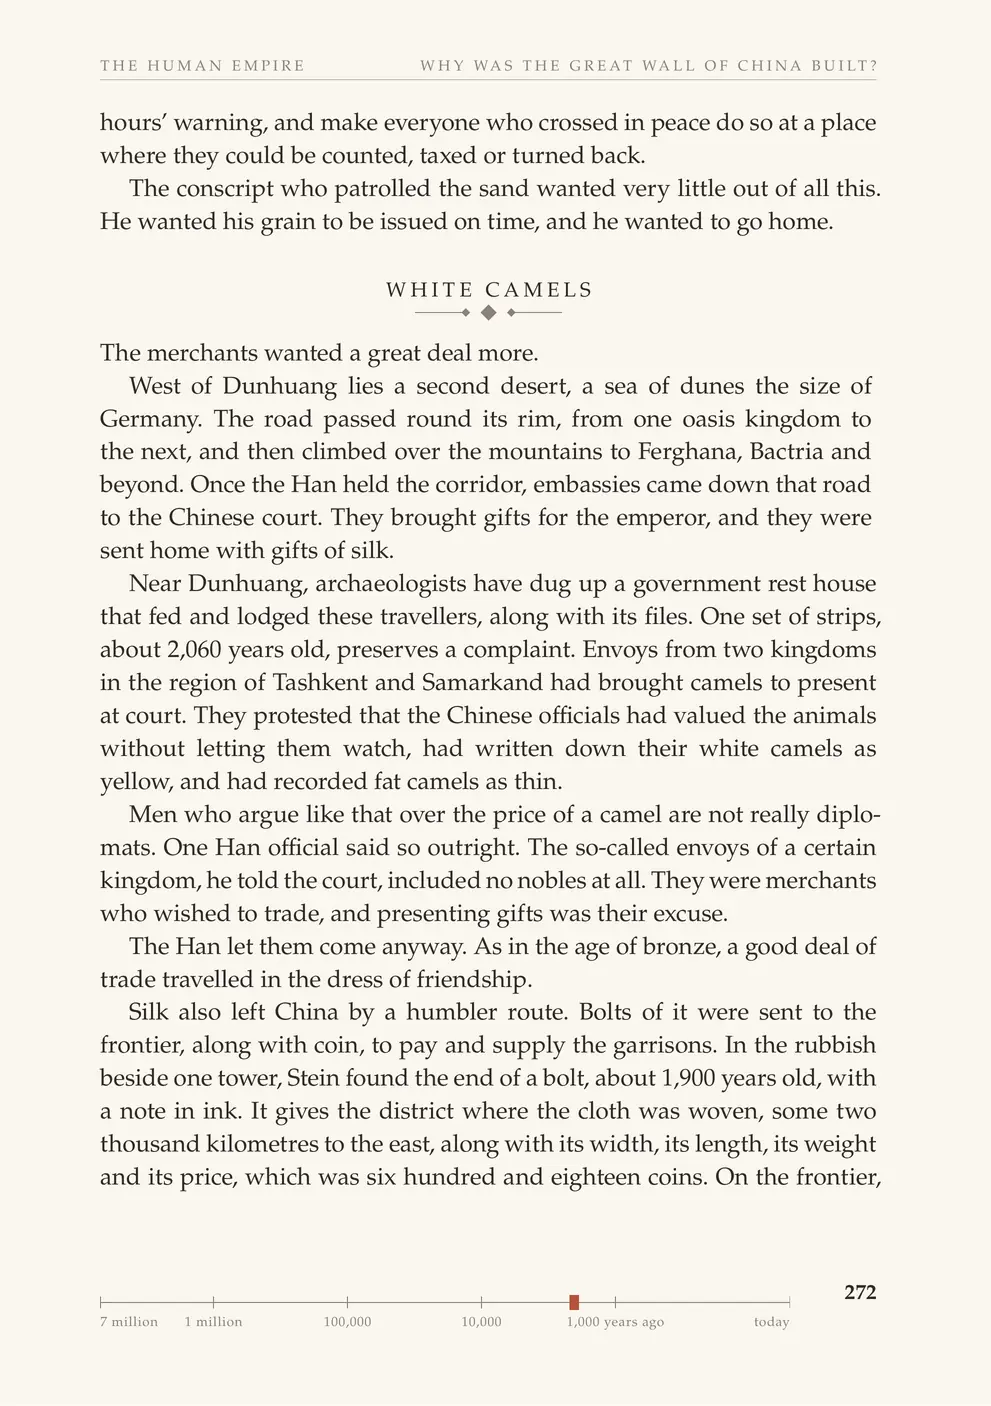 THE HUMAN EMPIRE
WHY WAS THE GREAT WALL OF CHINA BUILT?
hours’ warning, and make everyone who crossed in peace do so at a place
where they could be counted, taxed or turned back.
The conscript who patrolled the sand wanted very little out of all this.
He wanted his grain to be issued on time, and he wanted to go home.
WHITE CAMELS
The merchants wanted a great deal more.
West of Dunhuang lies a second desert, a sea of dunes the size of
Germany. The road passed round its rim, from one oasis kingdom to
the next, and then climbed over the mountains to Ferghana, Bactria and
beyond. Once the Han held the corridor, embassies came down that road
to the Chinese court. They brought gifts for the emperor, and they were
sent home with gifts of silk.
Near Dunhuang, archaeologists have dug up a government rest house
that fed and lodged these travellers, along with its files. One set of strips,
about 2,060 years old, preserves a complaint. Envoys from two kingdoms
in the region of Tashkent and Samarkand had brought camels to present
at court. They protested that the Chinese officials had valued the animals
without letting them watch, had written down their white camels as
yellow, and had recorded fat camels as thin.
Men who argue like that over the price of a camel are not really diplo-
mats. One Han official said so outright. The so-called envoys of a certain
kingdom, he told the court, included no nobles at all. They were merchants
who wished to trade, and presenting gifts was their excuse.
The Han let them come anyway. As in the age of bronze, a good deal of
trade travelled in the dress of friendship.
Silk also left China by a humbler route. Bolts of it were sent to the
frontier, along with coin, to pay and supply the garrisons. In the rubbish
beside one tower, Stein found the end of a bolt, about 1,900 years old, with
a note in ink. It gives the district where the cloth was woven, some two
thousand kilometres to the east, along with its width, its length, its weight
and its price, which was six hundred and eighteen coins. On the frontier,
272
7 million
1 million
100,000
10,000
1,000 years ago
today